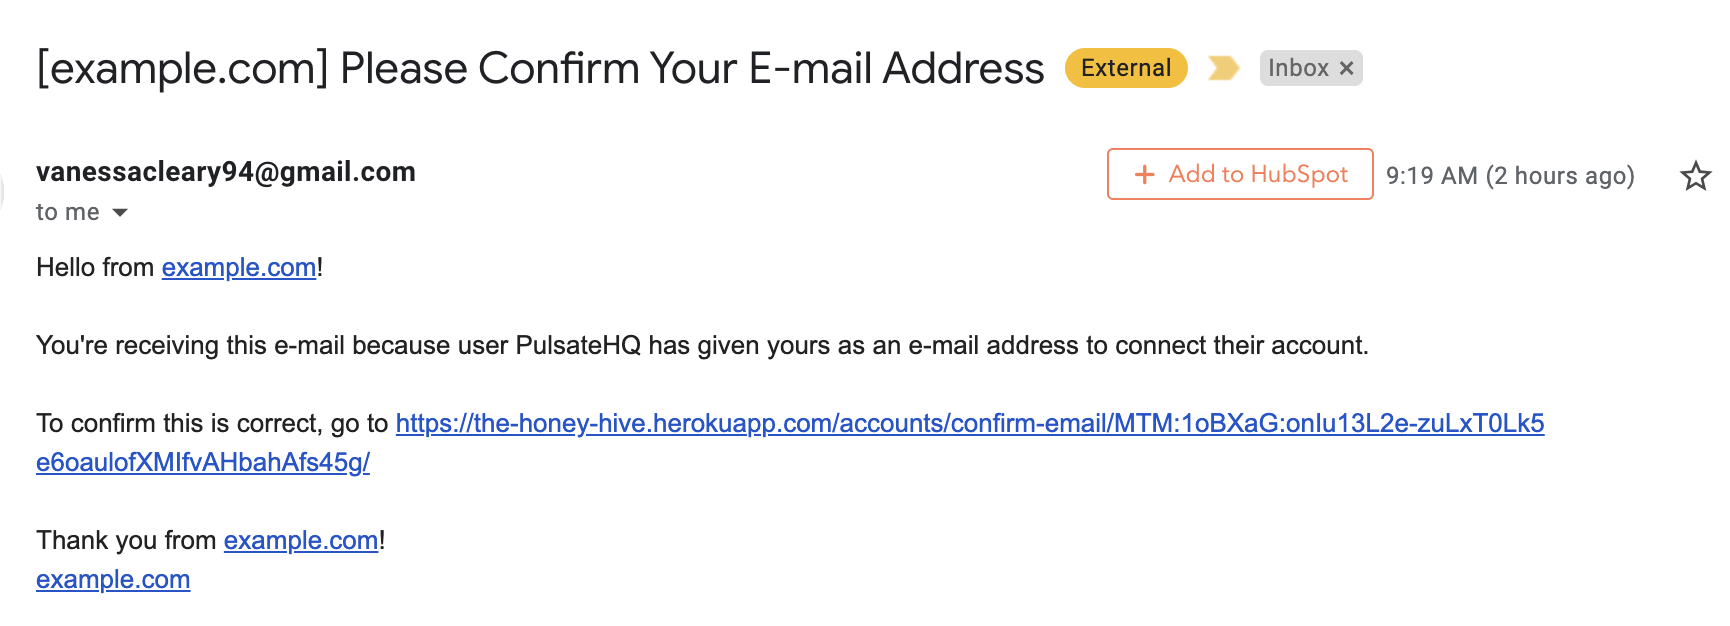 [example.com] Please Confirm Your E-mail Address External Inbox ×
vanessacleary94@gmail.com + Add to HubSpot 9:19 AM (2 hours ago)
to me
Hello from example.com!
You're receiving this e-mail because user PulsateHQ has given yours as an e-mail address to connect their account.
To confirm this is correct, go to https://the-honey-hive.herokuapp.com/accounts/confirm-email/MTM:1oBXaG:onIu13L2e-zuLxT0Lk5
e6oaulofXMIfvAHbahAfs45g/
Thank you from example.com!
example.com